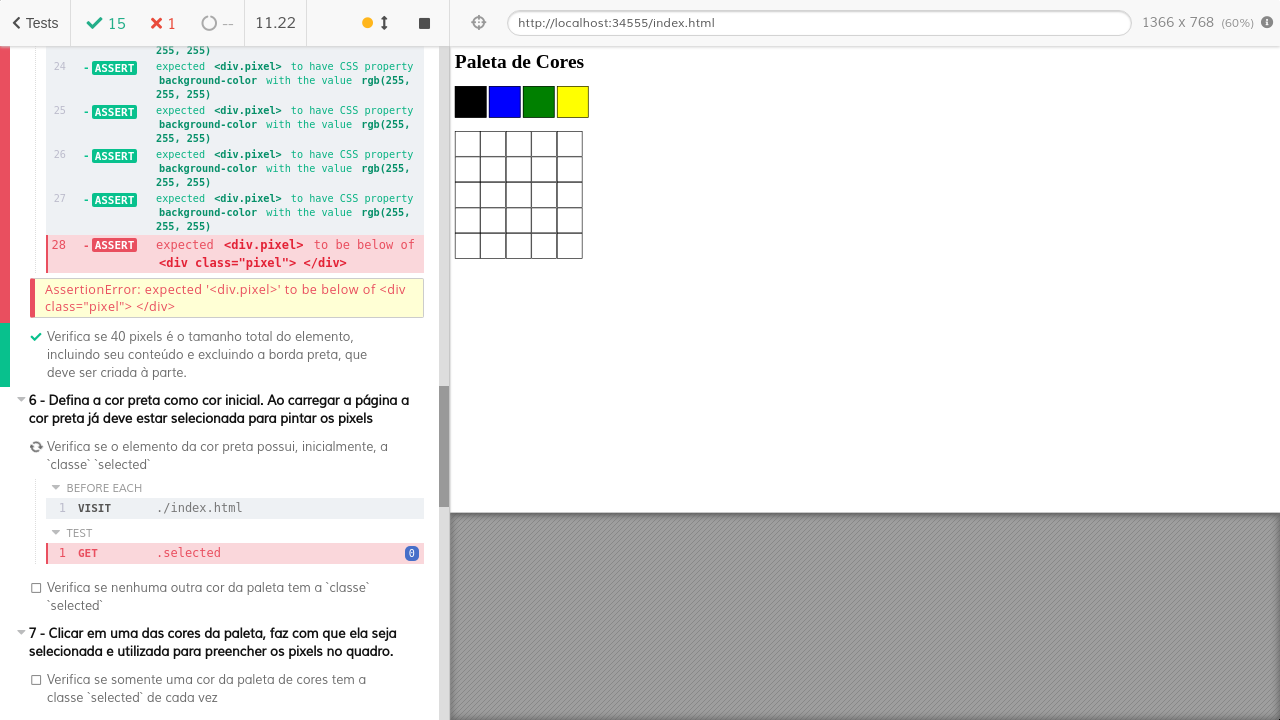 Tests 15 1 -- 11.22 http://localhost:34555/index.html 1366 x 768 (60%)
255, 255)
24 - ASSERT expected <div.pixel> to have CSS property
background-color with the value rgb(255,
255, 255)
25 - ASSERT expected <div.pixel> to have CSS property
background-color with the value rgb(255,
255, 255)
26 - ASSERT expected <div.pixel> to have CSS property
background-color with the value rgb(255,
255, 255)
27 - ASSERT expected <div.pixel> to have CSS property
background-color with the value rgb(255,
255, 255)
28 - ASSERT expected <div.pixel> to be below of
<div class="pixel"> </div>
AssertionError: expected '<div.pixel>' to be below of <div
class="pixel"> </div>
Verifica se 40 pixels é o tamanho total do elemento,
incluindo seu conteúdo e excluindo a borda preta, que
deve ser criada à parte.
6 - Defina a cor preta como cor inicial. Ao carregar a página a
cor preta já deve estar selecionada para pintar os pixels
Verifica se o elemento da cor preta possui, inicialmente, a
`classe` `selected`
BEFORE EACH
1 VISIT ./index.html
TEST
1 GET .selected 0
Verifica se nenhuma outra cor da paleta tem a `classe`
`selected`
7 - Clicar em uma das cores da paleta, faz com que ela seja
selecionada e utilizada para preencher os pixels no quadro.
Verifica se somente uma cor da paleta de cores tem a
classe `selected` de cada vez
Paleta de Cores